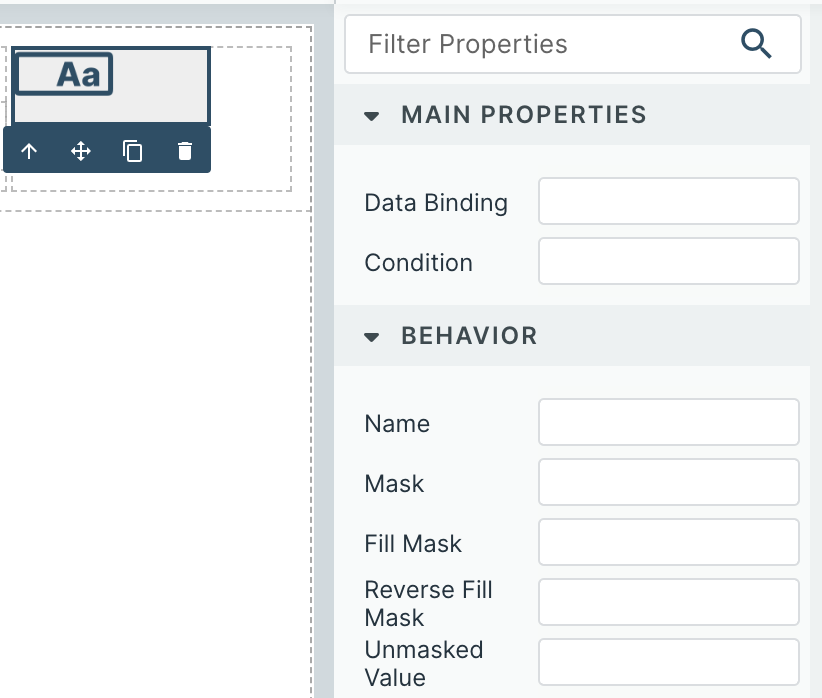 Aa
Filter Properties
MAIN PROPERTIES
Data Binding
Condition
BEHAVIOR
Name
Mask
Fill Mask
Reverse Fill
Mask
Unmasked
Value